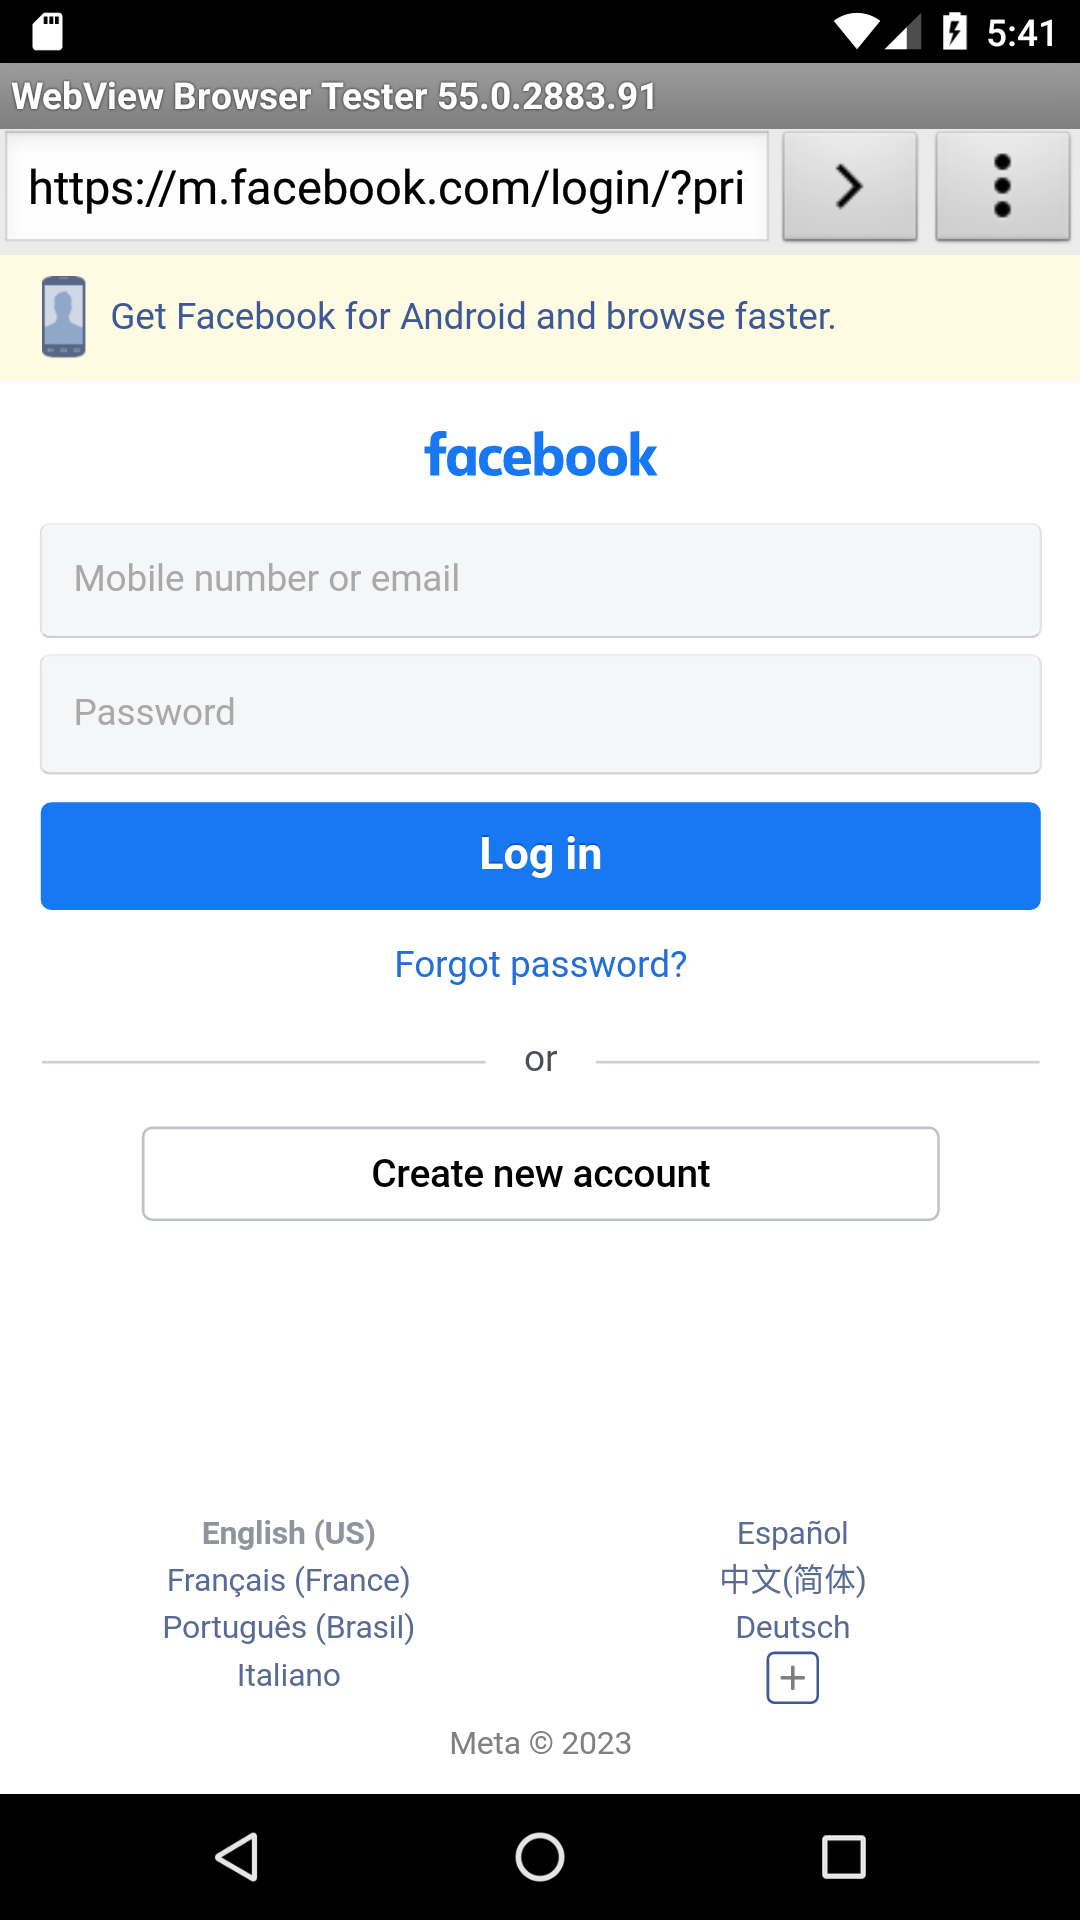 5:41
WebView Browser Tester 55.0.2883.91
https://m.facebook.com/login/?pri
Get Facebook for Android and browse faster.
facebook
Mobile number or email
Password
Log in
Forgot password?
or
Create new account
English (US) Español
Français (France) 中文(简体)
Português (Brasil) Deutsch
Italiano
Meta © 2023